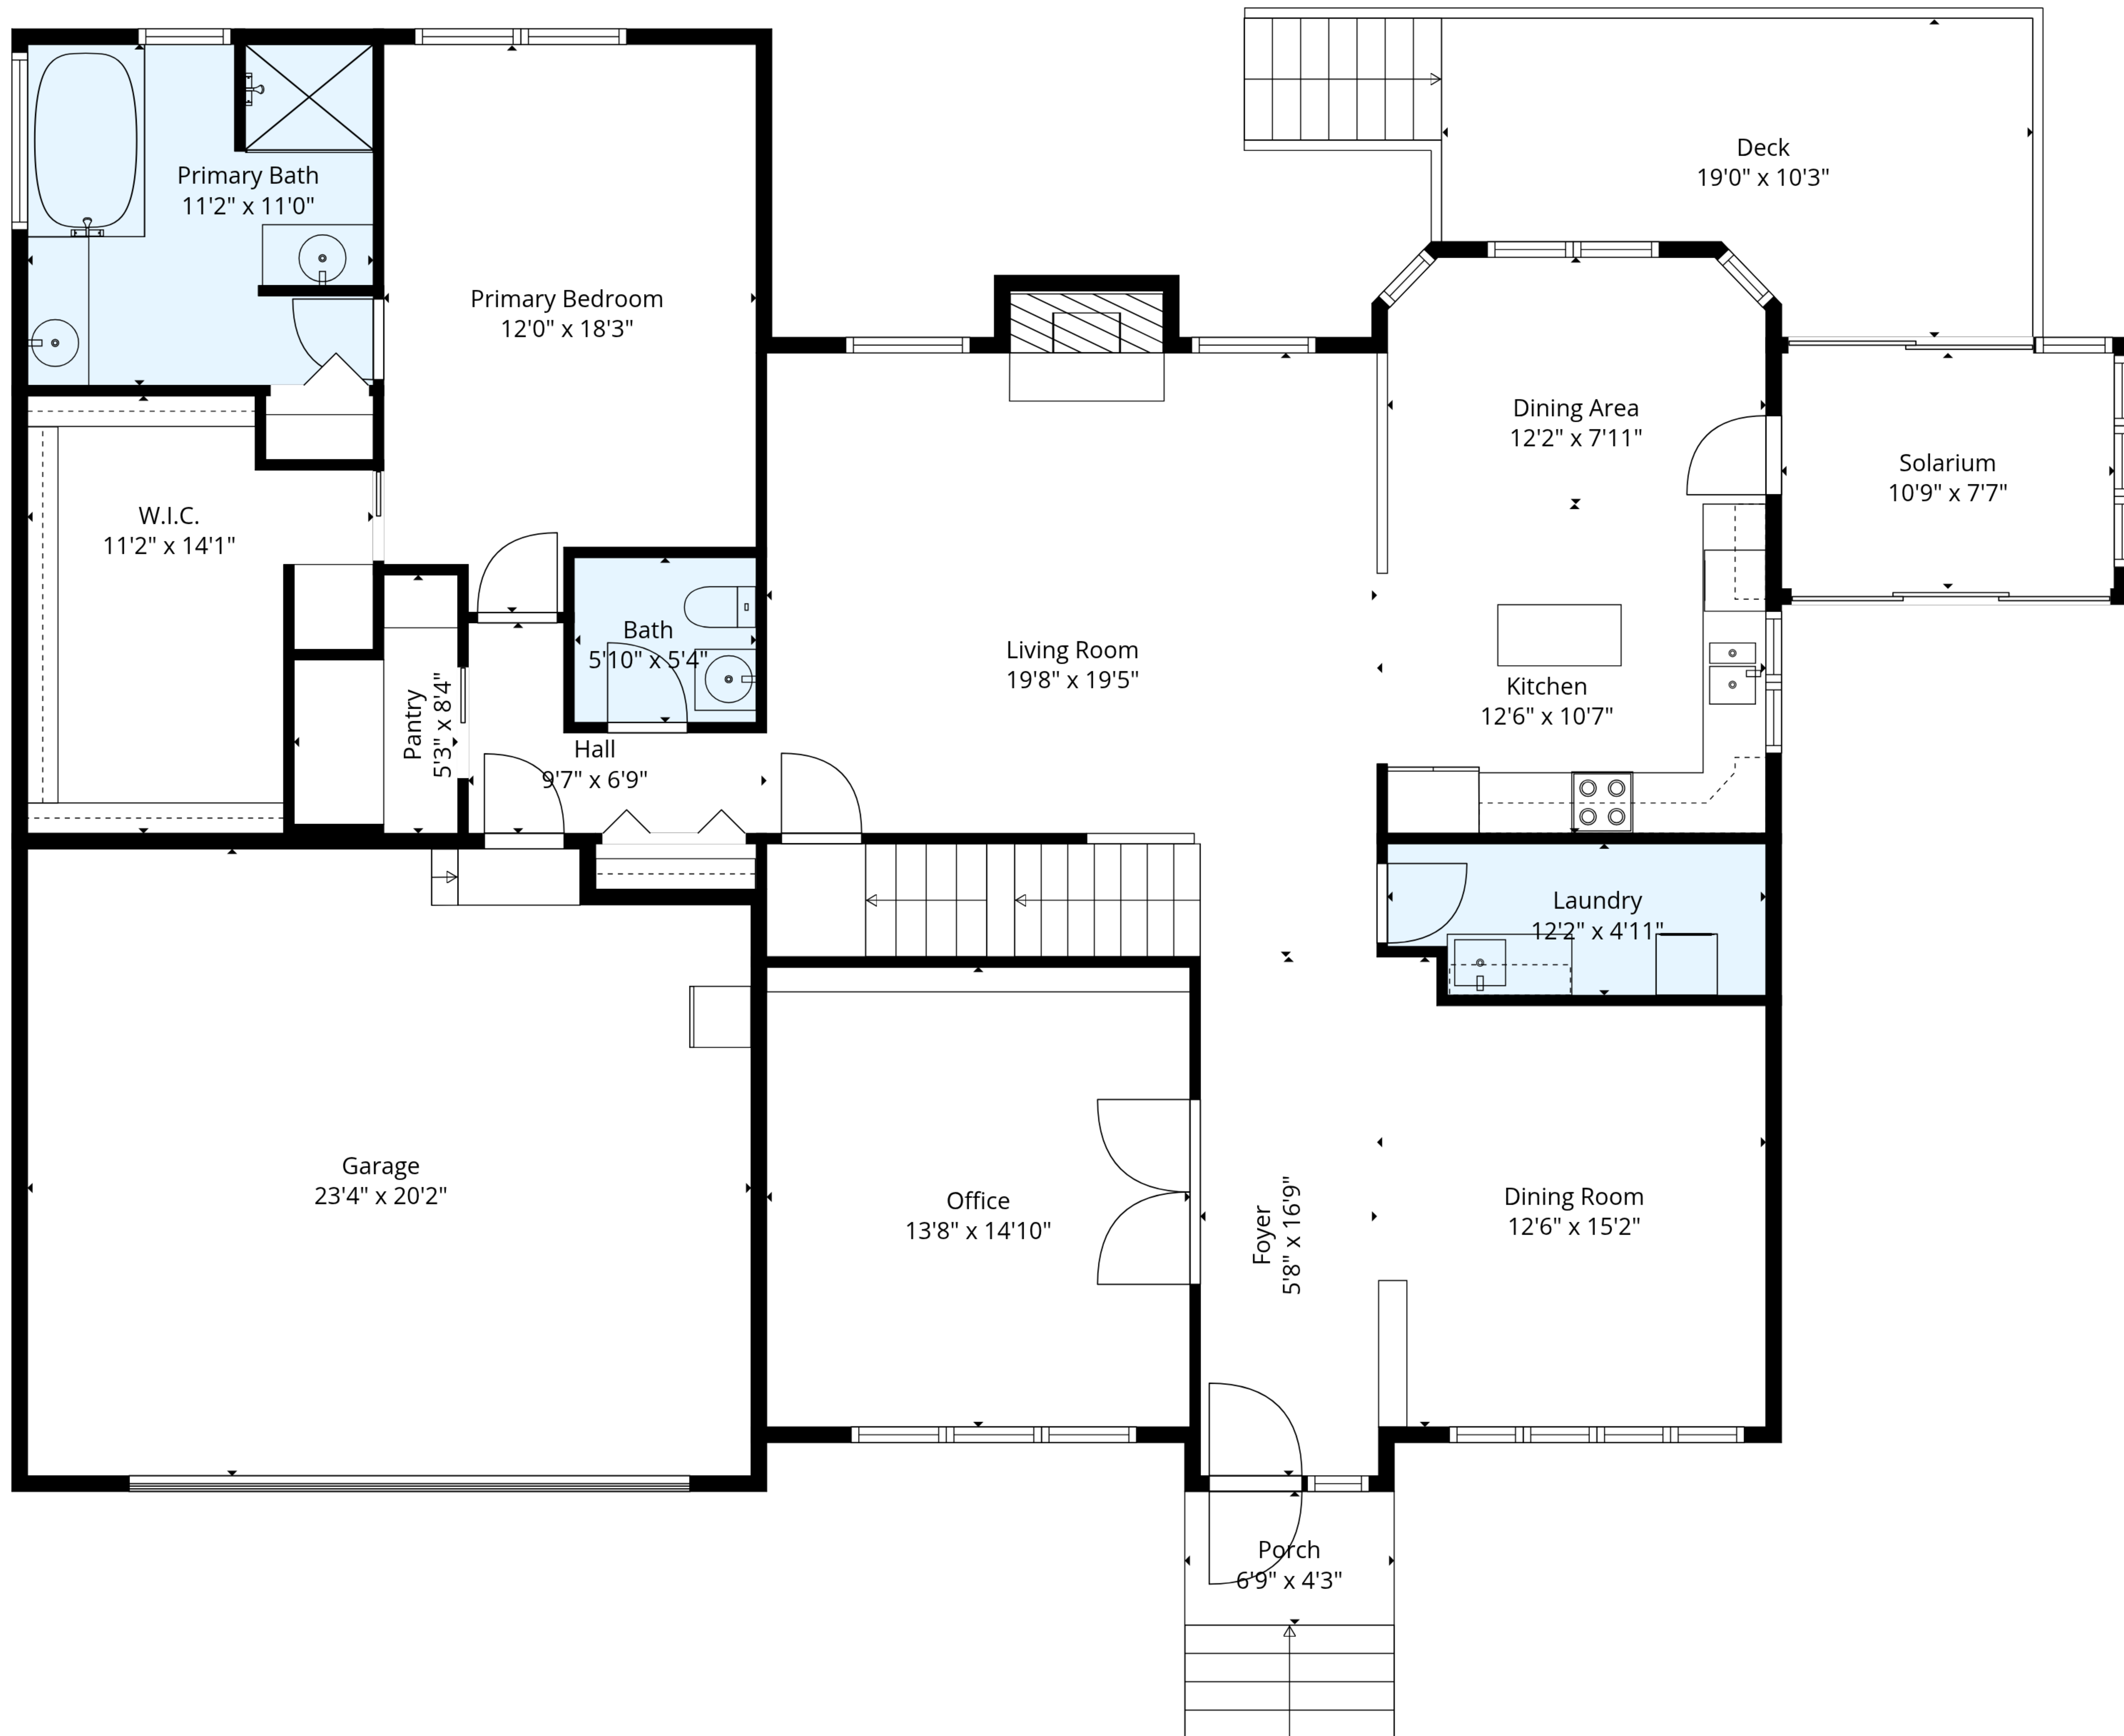 Deck
19'0" x 10'3"
Primary Bath
11'2" x 11'0"
Primary Bedroom
12'0" x 18'3"
Dining Area
12'2" x 7'11"
Solarium
10'9" x 7'7"
W.I.C.
11'2" x 14'1"
Bath
5'10" x 5'4"
Living Room
19'8" x 19'5"
Kitchen
12'6" x 10'7"
Pantry
5'3" x 8'4"
Hall
9'7" x 6'9"
Laundry
12'2" x 4'11"
Garage
23'4" x 20'2"
Office
13'8" x 14'10"
Foyer
5'8" x 16'9"
Dining Room
12'6" x 15'2"
Porch
6'9" x 4'3"